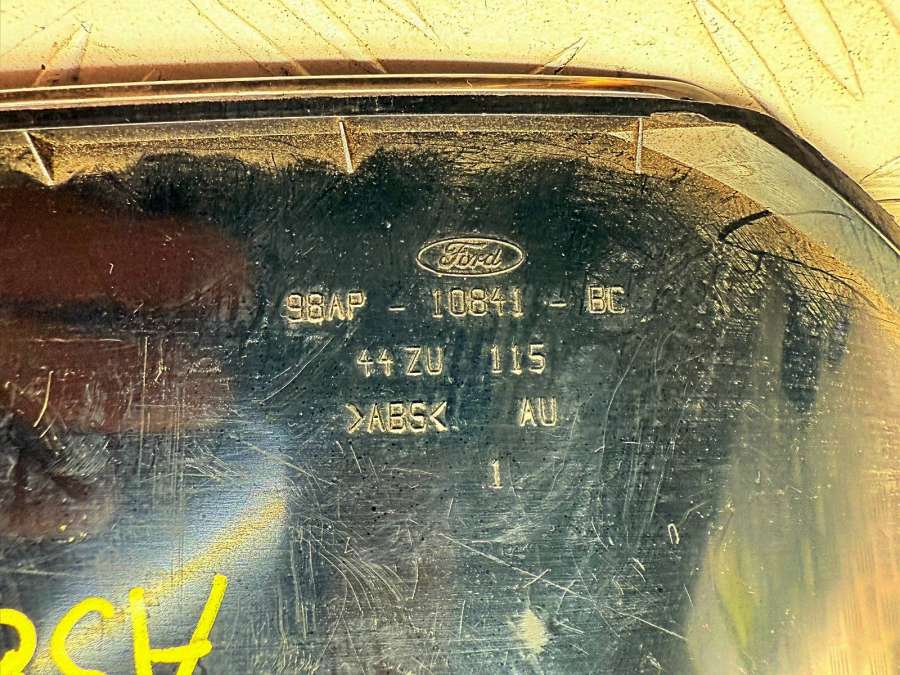 Ford
98AP - 10841 - BC
44ZU 115
>ABS< AU
1